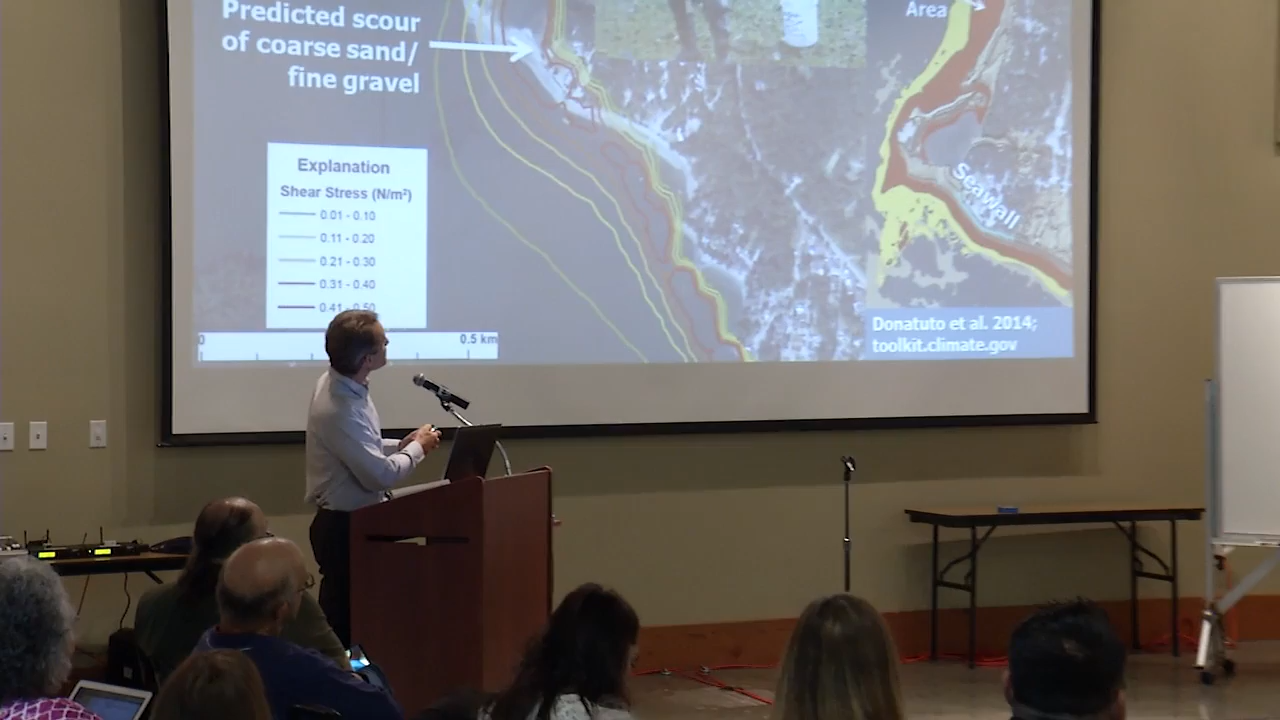 Predicted scour
of coarse sand/
fine gravel
Area
Explanation
Shear Stress (N/m²)
0.01 - 0.10
0.11 - 0.20
0.21 - 0.30
0.31 - 0.40
0.41 - 0.50
0 0.5 km
Seawall
Donatuto et al. 2014;
toolkit.climate.gov